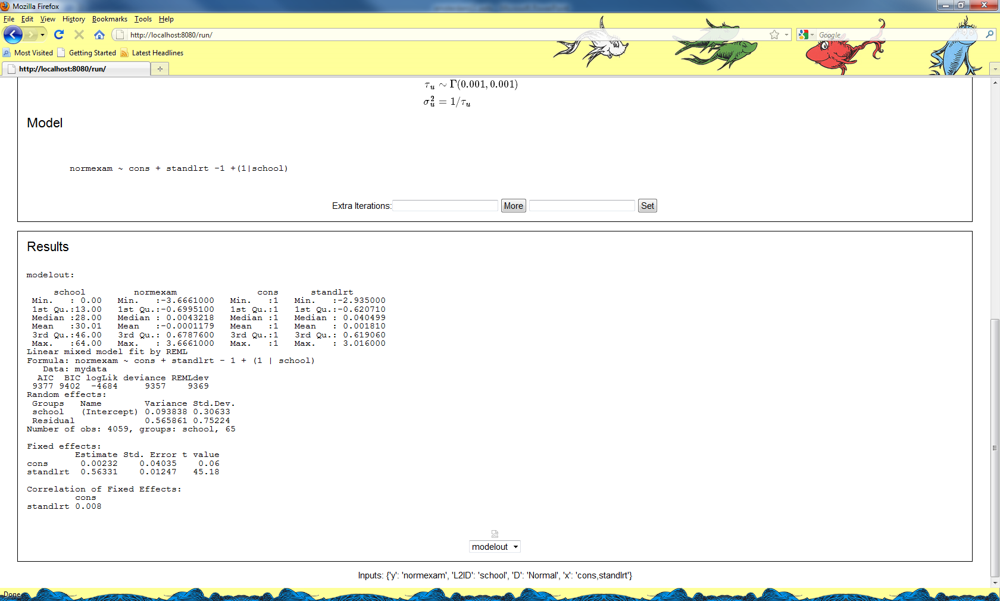 Mozilla Firefox
File Edit View History Bookmarks Tools Help
http://localhost:8080/run/
Google
Most Visited Getting Started Latest Headlines
http://localhost:8080/run/
τu ∼ Γ(0.001, 0.001)
σ²u = 1/τu
Model
normexam ~ cons + standlrt -1 +(1|school)
Extra Iterations: More Set
Results
modelout:
school normexam cons standlrt
Min. : 0.00 Min. :-3.6661000 Min. :1 Min. :-2.935000
1st Qu.:13.00 1st Qu.:-0.6995100 1st Qu.:1 1st Qu.:-0.620710
Median :28.00 Median : 0.0043218 Median :1 Median : 0.040499
Mean :30.01 Mean :-0.0001179 Mean :1 Mean : 0.001810
3rd Qu.:46.00 3rd Qu.: 0.6787600 3rd Qu.:1 3rd Qu.: 0.619060
Max. :64.00 Max. : 3.6661000 Max. :1 Max. : 3.016000
Linear mixed model fit by REML
Formula: normexam ~ cons + standlrt - 1 + (1 | school)
Data: mydata
AIC BIC logLik deviance REMLdev
9377 9402 -4684 9357 9369
Random effects:
Groups Name Variance Std.Dev.
school (Intercept) 0.093838 0.30633
Residual 0.565861 0.75224
Number of obs: 4059, groups: school, 65
Fixed effects:
Estimate Std. Error t value
cons 0.00232 0.04035 0.06
standlrt 0.56331 0.01247 45.18
Correlation of Fixed Effects:
cons
standlrt 0.008
modelout
Inputs: {'y': 'normexam', 'L2ID': 'school', 'D': 'Normal', 'x': 'cons,standlrt'}
Done